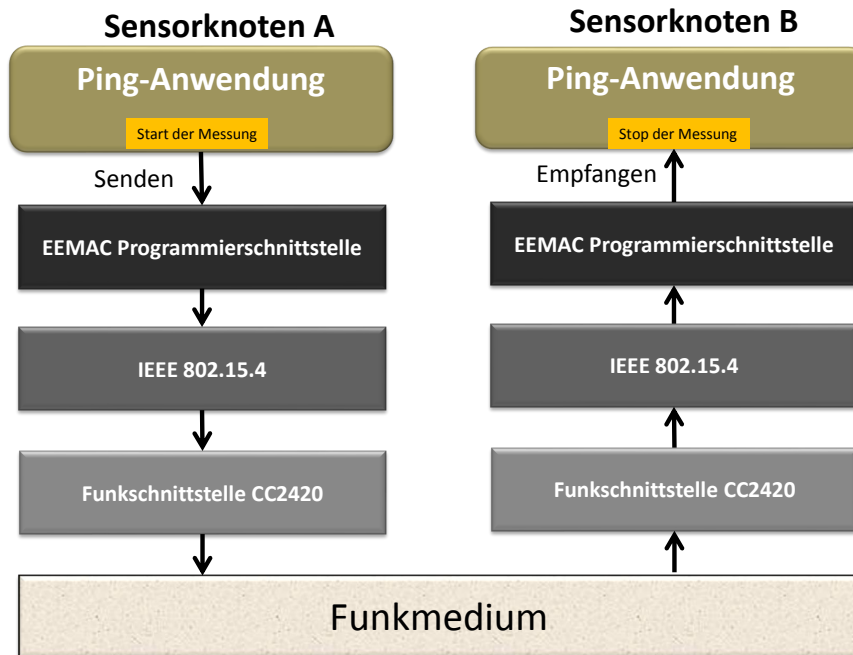 Sensorknoten A
Ping-Anwendung
Start der Messung
Senden
EEMAC Programmierschnittstelle
IEEE 802.15.4
Funkschnittstelle CC2420
Sensorknoten B
Ping-Anwendung
Stop der Messung
Empfangen
EEMAC Programmierschnittstelle
IEEE 802.15.4
Funkschnittstelle CC2420
Funkmedium